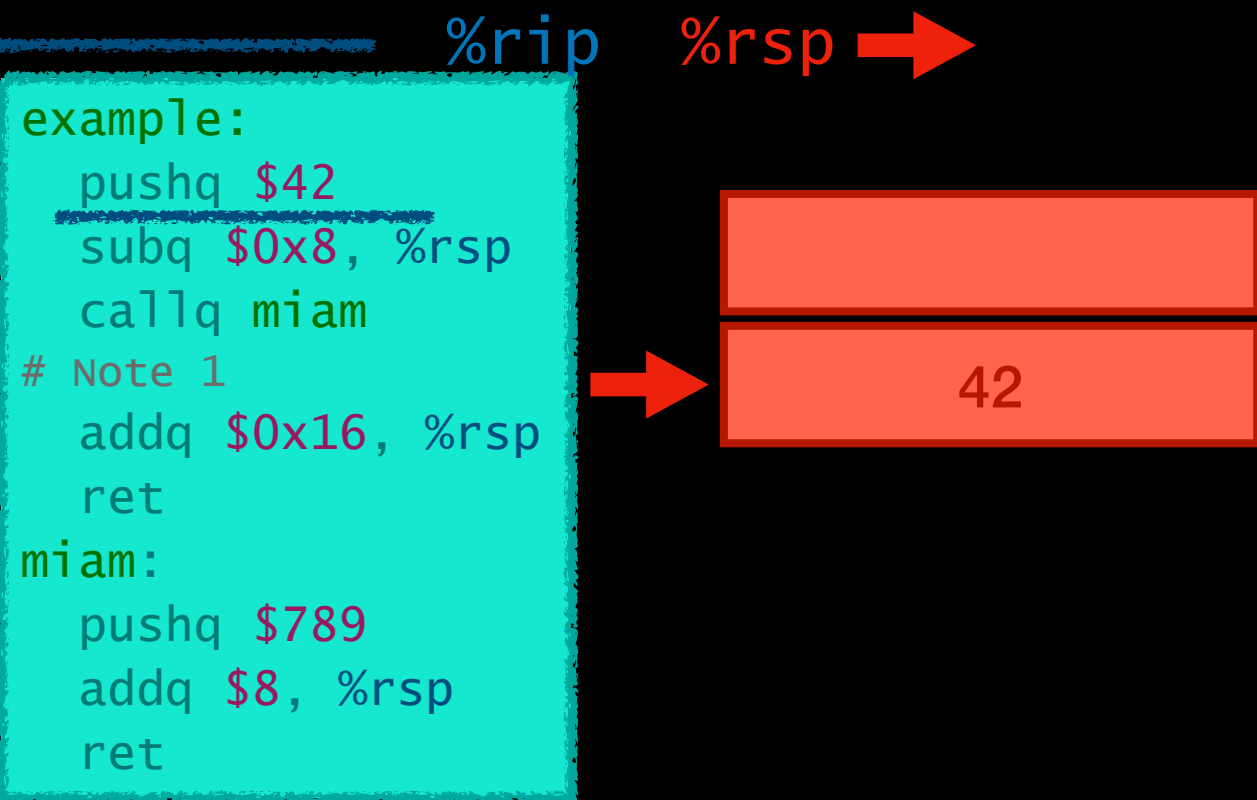 %rip %rsp
example:
pushq $42
subq $0x8, %rsp
callq miam
# Note 1
addq $0x16, %rsp
ret
miam:
pushq $789
addq $8, %rsp
ret
42